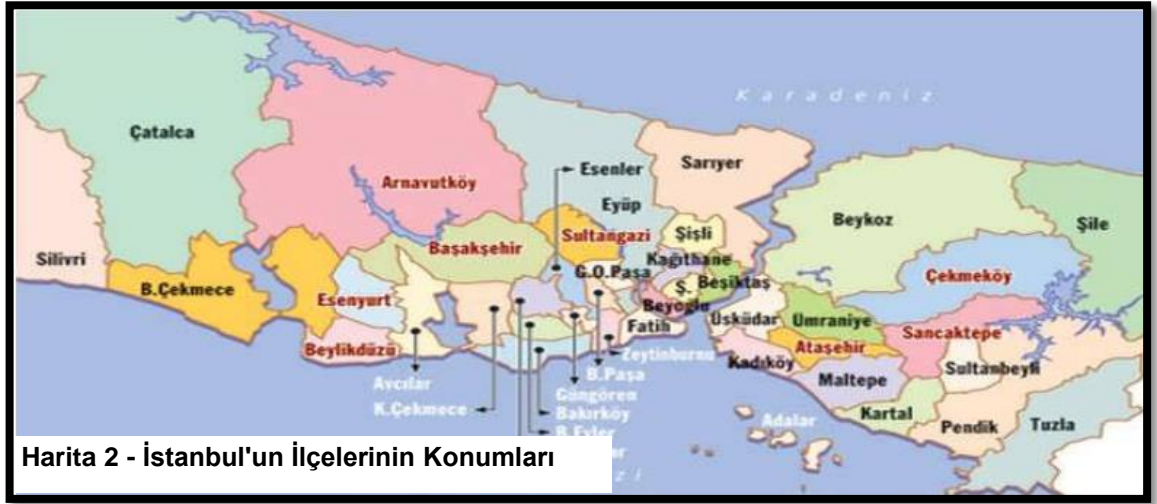 Karadeniz
Çatalca
Esenler
Sarıyer
Arnavutköy
Eyüp
Beykoz
Şile
Silivri
Başakşehir
Sultangazi
Şişli
Kağıthane
G.O.Paşa
Ş.
Beşiktaş
Çekmeköy
B.Çekmece
Esenyurt
Beyoğlu
Üsküdar
Ümraniye
Sancaktepe
Fatih
Beylikdüzü
Zeytinburnu
Kadıköy
Ataşehir
Sultanbeyli
Avcılar
B.Paşa
Maltepe
K.Çekmece
Güngören
Bakırköy
Kartal
Adalar
Pendik
Tuzla
B.Evler
Harita 2 - İstanbul'un İlçelerinin Konumları